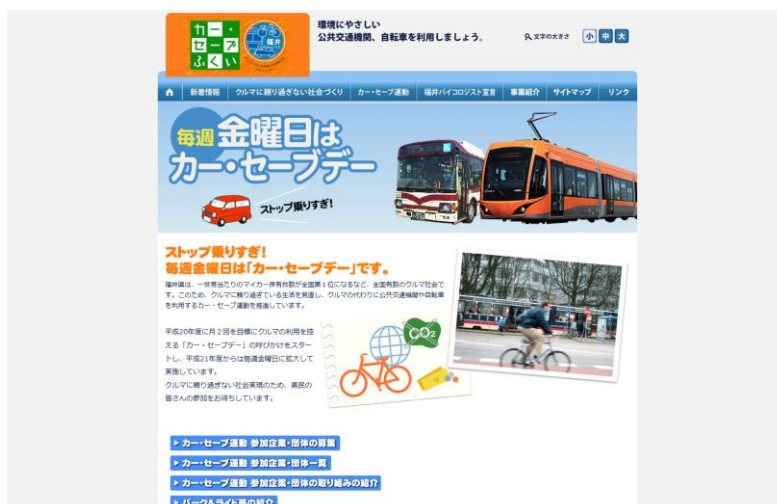 カー・
セーブ
ふくい
福井
環境にやさしい
公共交通機関、自転車を利用しましょう。
文字の大きさ 小 中 大
新着情報 クルマに頼り過ぎない社会づくり カー・セーブ運動 福井バイコロジスト宣言 事業紹介 サイトマップ リンク
毎週金曜日は
カー・セーブデー
ストップ乗りすぎ!
ストップ乗りすぎ!
毎週金曜日は「カー・セーブデー」です。
福井県は、一世帯当たりのマイカー保有台数が全国第1位になるなど、全国有数のクルマ社会で
す。このため、クルマに頼り過ぎている生活を見直し、クルマの代わりに公共交通機関や自転車
を利用するカー・セーブ運動を推進しています。
平成20年度に月2回を目標にクルマの利用を控
える「カー・セーブデー」の呼びかけをスター
トし、平成21年度からは毎週金曜日に拡大して
実施しています。
クルマに頼り過ぎない社会実現のため、県民の
皆さんの参加をお待ちしています。
CO2
カー・セーブ運動 参加企業・団体の募集
カー・セーブ運動 参加企業・団体一覧
カー・セーブ運動 参加企業・団体の取り組みの紹介
パーク&ライド等の紹介